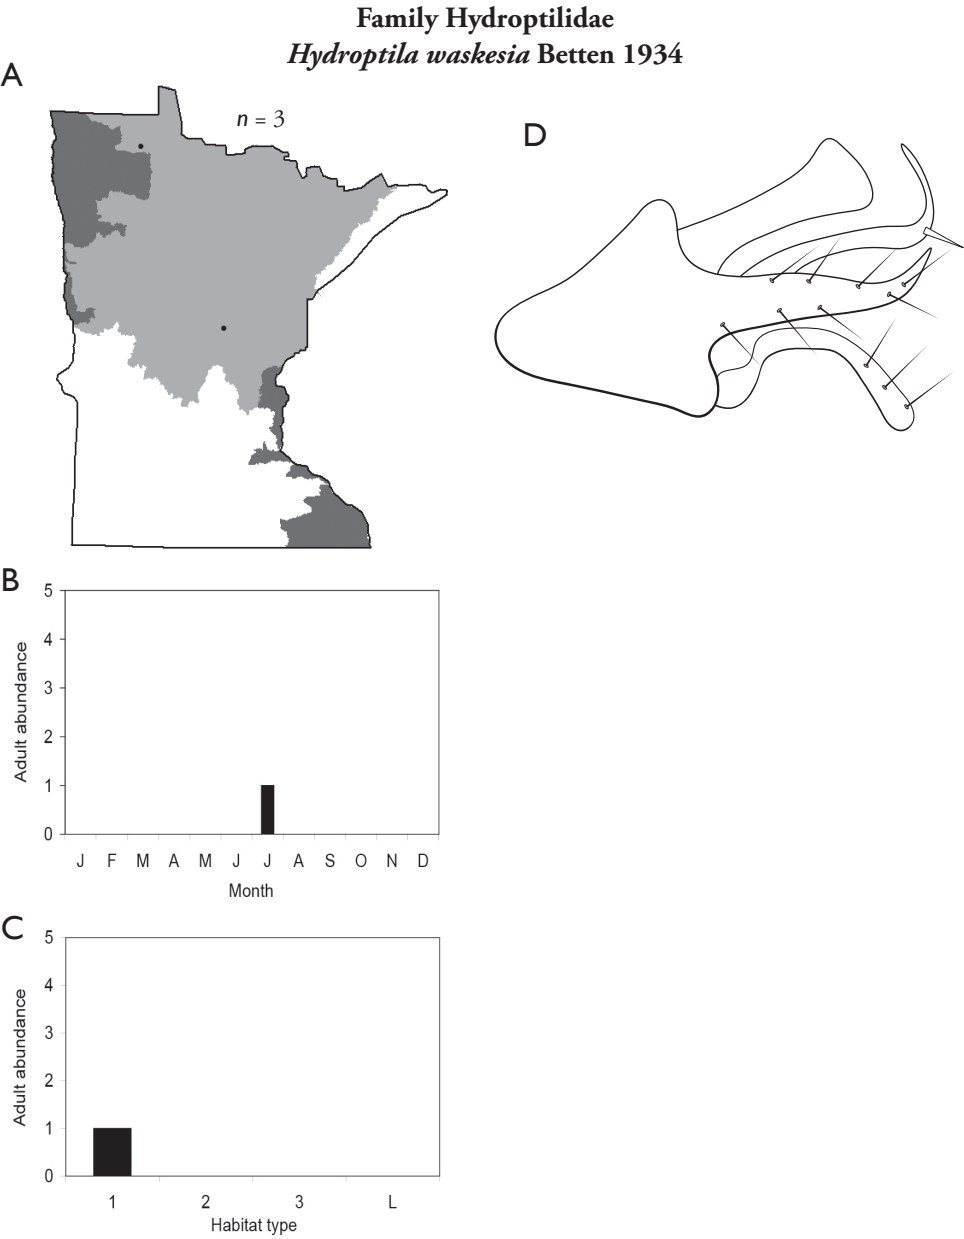 Family Hydroptilidae
Hydroptila waskesia Betten 1934
A
n = 3
D
B
5
4
3
2
1
0
Adult abundance
J F M A M J J A S O N D
Month
C
5
4
3
2
1
0
Adult abundance
1 2 3 L
Habitat type